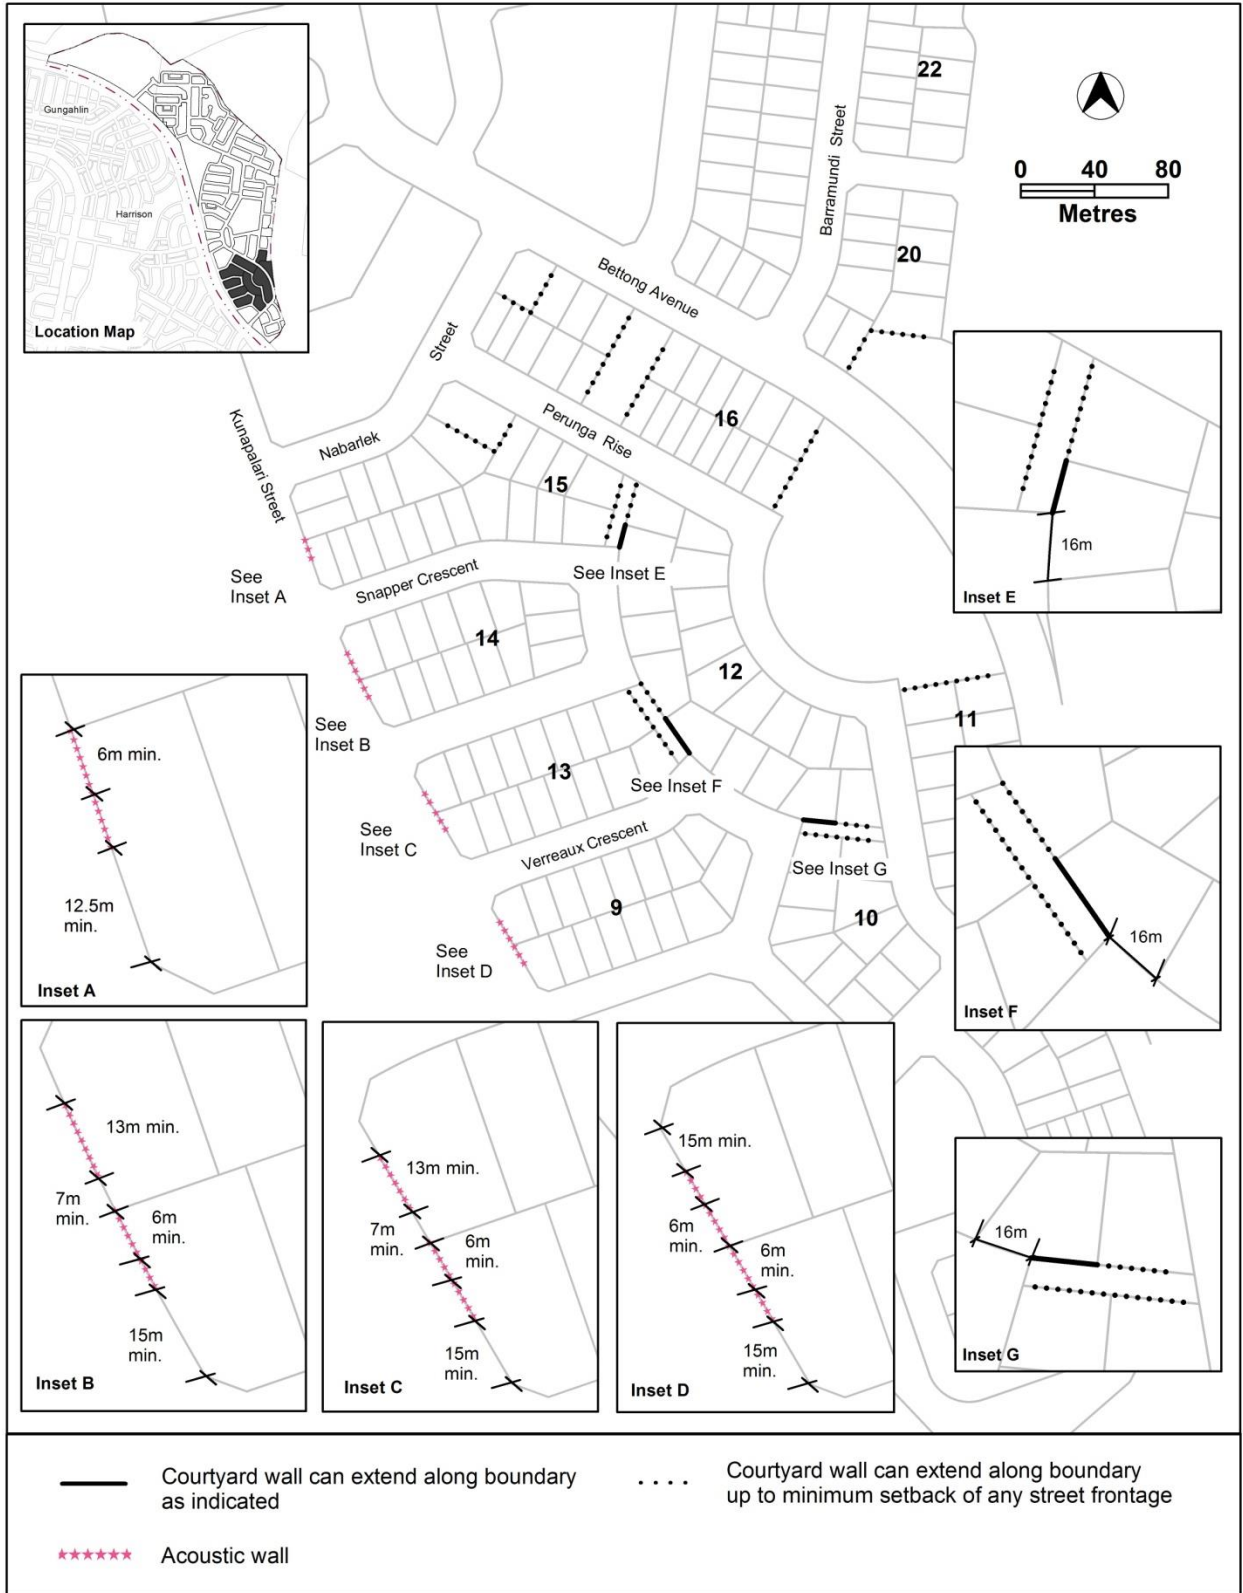 Gungahlin
Harrison
Location Map
22
Barramundi Street
0 40 80
Metres
20
Bettong Avenue
Street
Perunga Rise
16
Kunapalari Street
Nabarlek
15
See
Inset A
Snapper Crescent
See Inset E
16m
Inset E
14
12
11
See
Inset B
13
See Inset F
See
Inset C
Verreaux Crescent
See Inset G
9
10
See
Inset D
6m min.
12.5m
min.
Inset A
16m
Inset F
13m min.
7m
min.
6m
min.
15m
min.
Inset B
13m min.
7m
min.
6m
min.
15m
min.
Inset C
15m min.
6m
min.
6m
min.
15m
min.
Inset D
16m
Inset G
Courtyard wall can extend along boundary
as indicated
Courtyard wall can extend along boundary
up to minimum setback of any street frontage
Acoustic wall